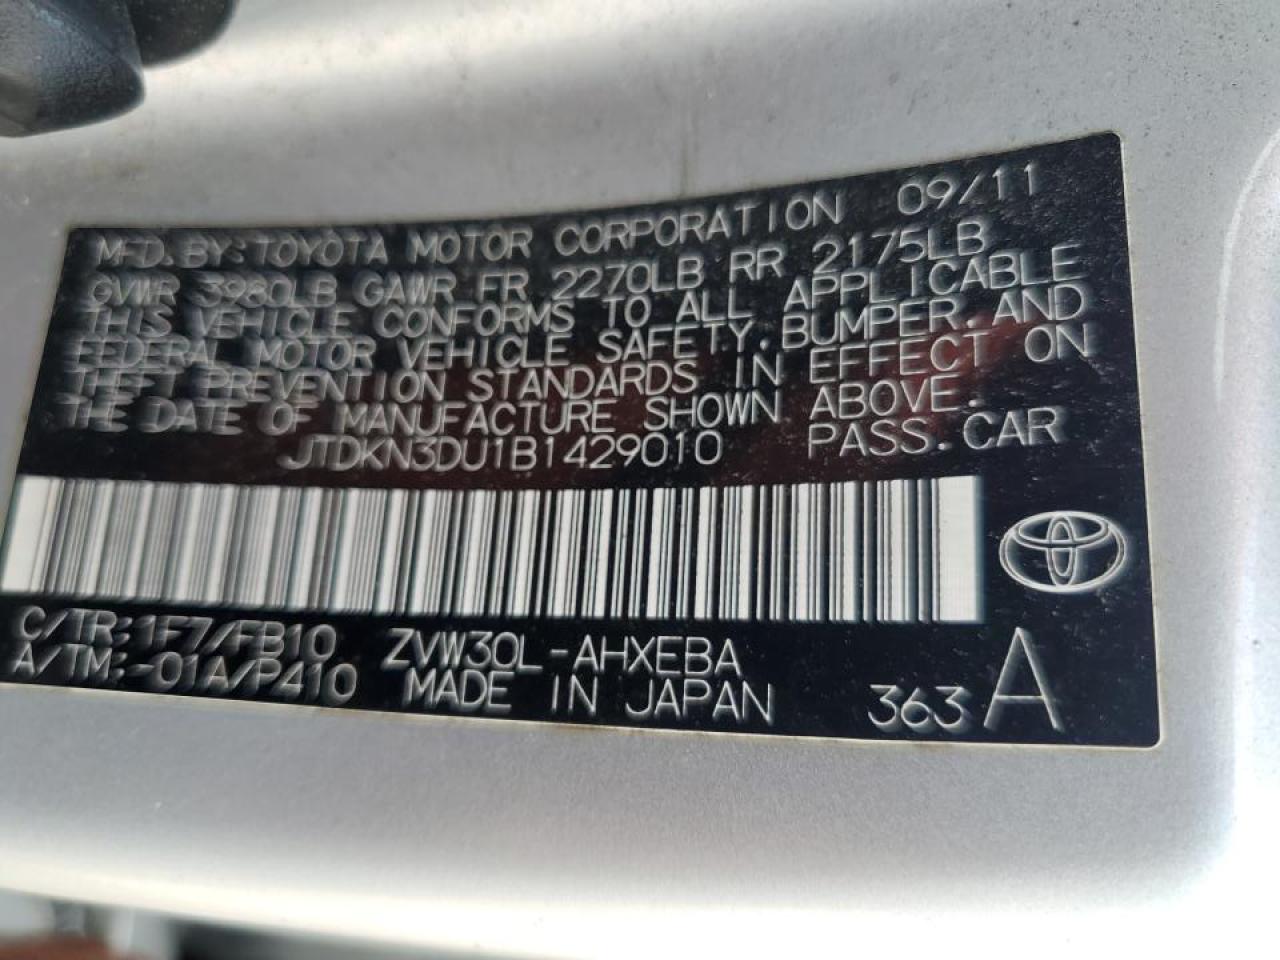 MFD. BY: TOYOTA MOTOR CORPORATION 09/11
GVWR 3980LB GAWR FR 2270LB RR 2175LB
THIS VEHICLE CONFORMS TO ALL APPLICABLE
FEDERAL MOTOR VEHICLE SAFETY, BUMPER, AND
THEFT PREVENTION STANDARDS IN EFFECT ON
THE DATE OF MANUFACTURE SHOWN ABOVE.
JTDKN3DU1B1429010 PASS. CAR
C/TR: 1F7/FB10 ZVW30L-AHXEBA
A/TM: -01A/P410 MADE IN JAPAN 363 A